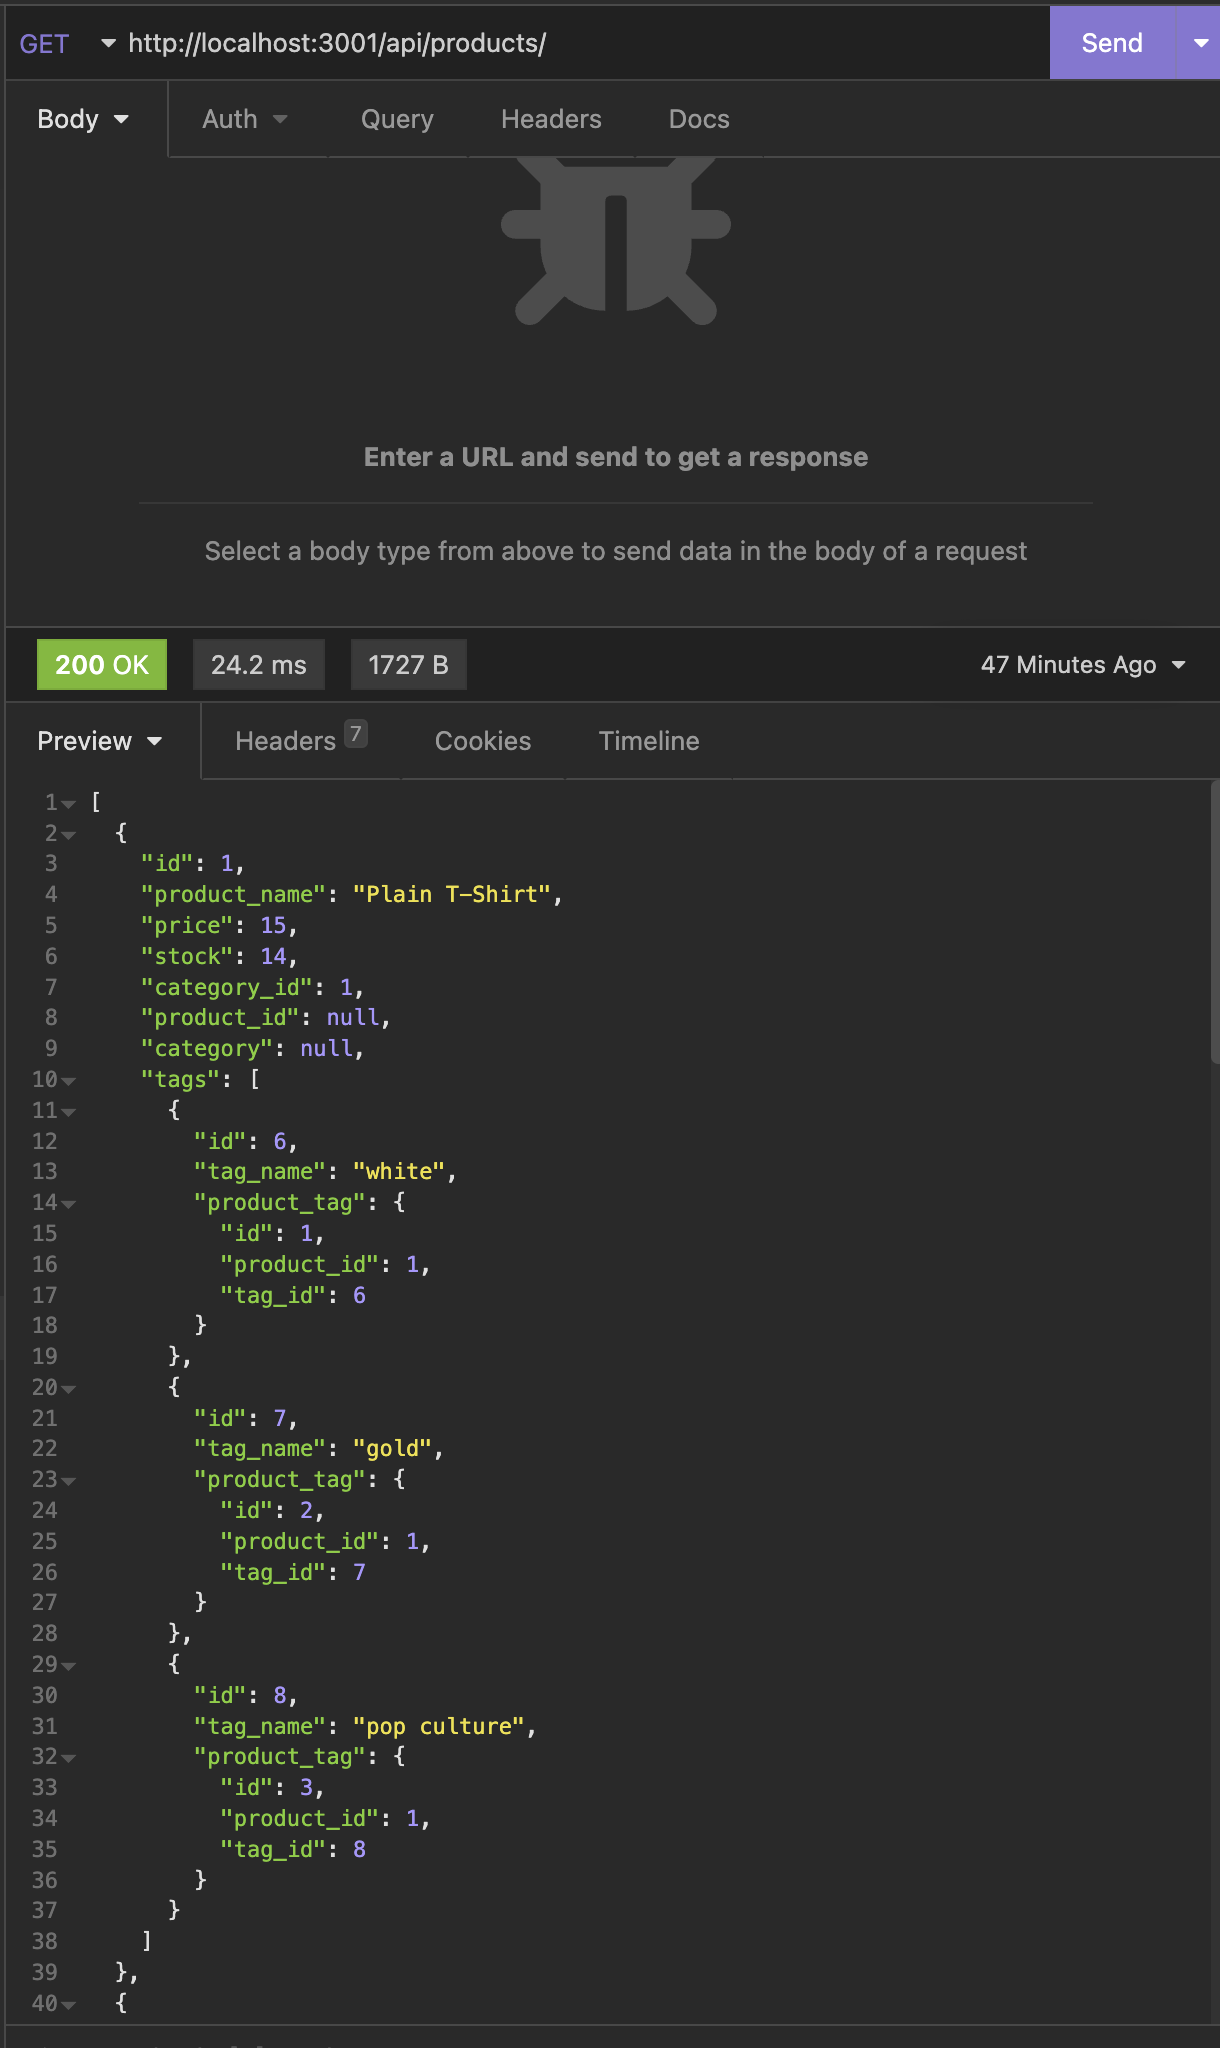 GET http://localhost:3001/api/products/ Send
Body Auth Query Headers Docs
Enter a URL and send to get a response
Select a body type from above to send data in the body of a request
200 OK 24.2 ms 1727 B 47 Minutes Ago
Preview Headers 7 Cookies Timeline
1 [
2 {
3 "id": 1,
4 "product_name": "Plain T-Shirt",
5 "price": 15,
6 "stock": 14,
7 "category_id": 1,
8 "product_id": null,
9 "category": null,
10 "tags": [
11 {
12 "id": 6,
13 "tag_name": "white",
14 "product_tag": {
15 "id": 1,
16 "product_id": 1,
17 "tag_id": 6
18 }
19 },
20 {
21 "id": 7,
22 "tag_name": "gold",
23 "product_tag": {
24 "id": 2,
25 "product_id": 1,
26 "tag_id": 7
27 }
28 },
29 {
30 "id": 8,
31 "tag_name": "pop culture",
32 "product_tag": {
33 "id": 3,
34 "product_id": 1,
35 "tag_id": 8
36 }
37 }
38 ]
39 },
40 {